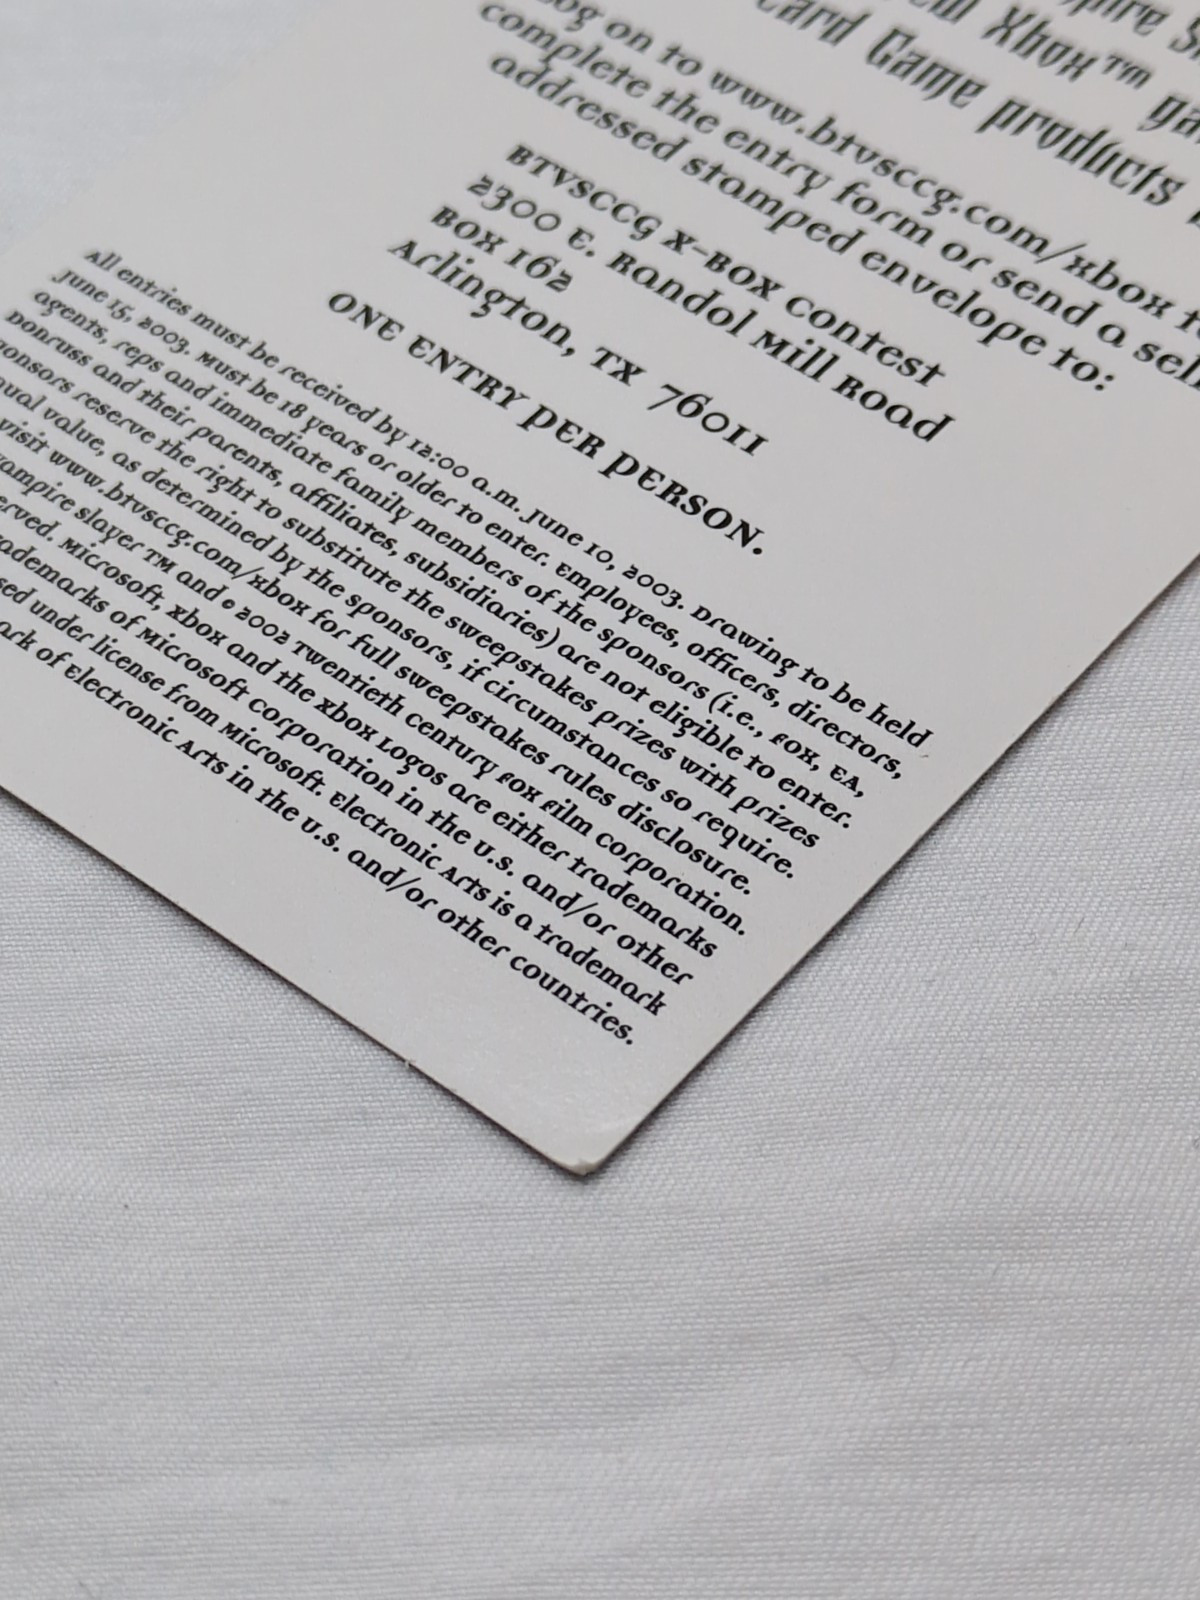 Xbox™
Card Game products
Log on to www.btvsccg.com/xbox to
complete the entry form or send a self
addressed stamped envelope to:
BTVSCCG X-BOX Contest
2300 E. Randol Mill Road
BOX 162
Arlington, TX 76011
ONE ENTRY PER PERSON.
All entries must be received by 12:00 a.m. June 10, 2003. Drawing to be held
June 15, 2003. Must be 18 years or older to enter. Employees, officers, directors,
agents, reps and immediate family members of the sponsors (i.e., FOX, EA,
Donruss and their parents, affiliates, subsidiaries) are not eligible to enter.
reserve the right to substitute the sweepstakes prizes with prizes
value, as determined by the sponsors, if circumstances so require.
visit www.btvsccg.com/xbox for full sweepstakes rules disclosure.
vampire slayer TM and © 2002 Twentieth Century Fox Film Corporation.
Microsoft, Xbox and the Xbox Logos are either trademarks
of Microsoft Corporation in the U.S. and/or other
under license from Microsoft. Electronic Arts is a trademark
of Electronic Arts in the U.S. and/or other countries.